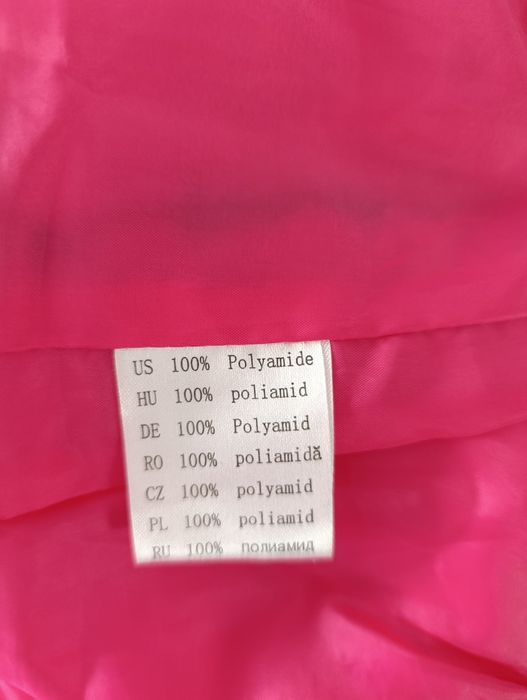 US 100% Polyamide
HU 100% poliamid
DE 100% Polyamid
RO 100% poliamidă
CZ 100% polyamid
PL 100% poliamid
RU 100% полиамид